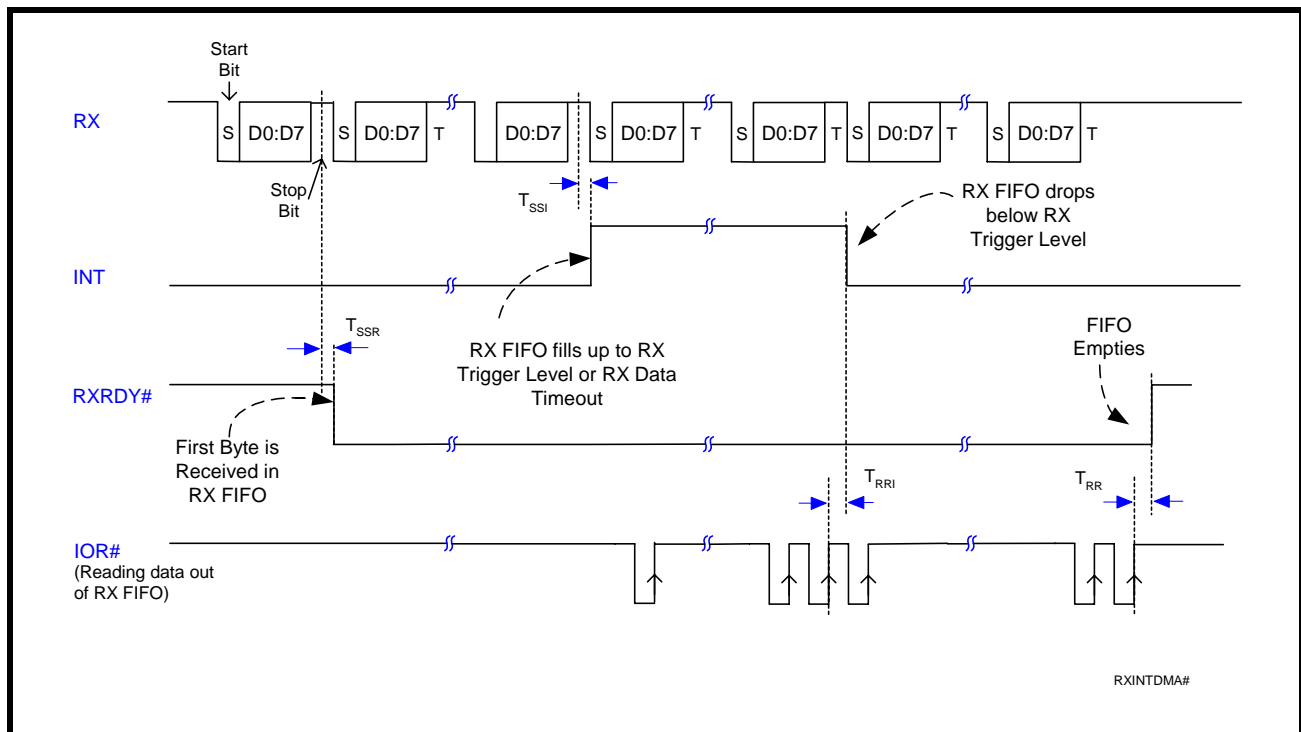 Start
Bit
RX
S D0:D7 S D0:D7 T D0:D7 S D0:D7 T S D0:D7 T S D0:D7 T S D0:D7 T
Stop
Bit
TSSI
RX FIFO drops
below RX
Trigger Level
INT
TSSR
RX FIFO fills up to RX
Trigger Level or RX Data
Timeout
FIFO
Empties
RXRDY#
First Byte is
Received in
RX FIFO
TRRI
TRR
IOR#
(Reading data out
of RX FIFO)
RXINTDMA#